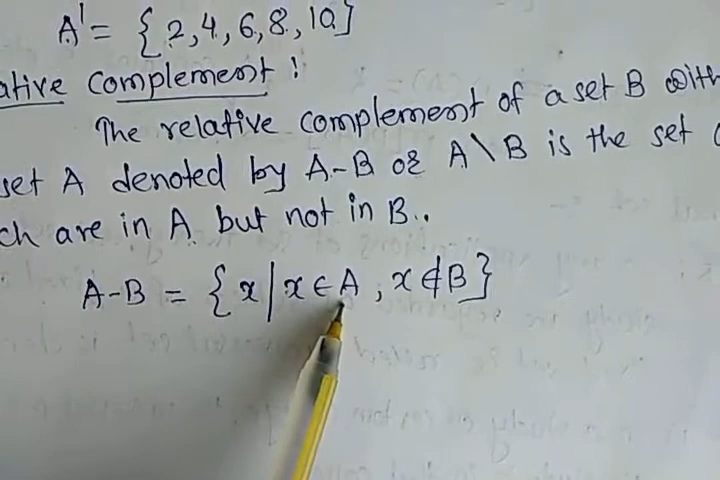 A' = { 2, 4, 6, 8, 10}
ative complement :
The relative complement of a set B with
set A denoted by A-B or A\B is the set
ch are in A but not in B..
A-B = { x | x ∈ A , x ∉ B }